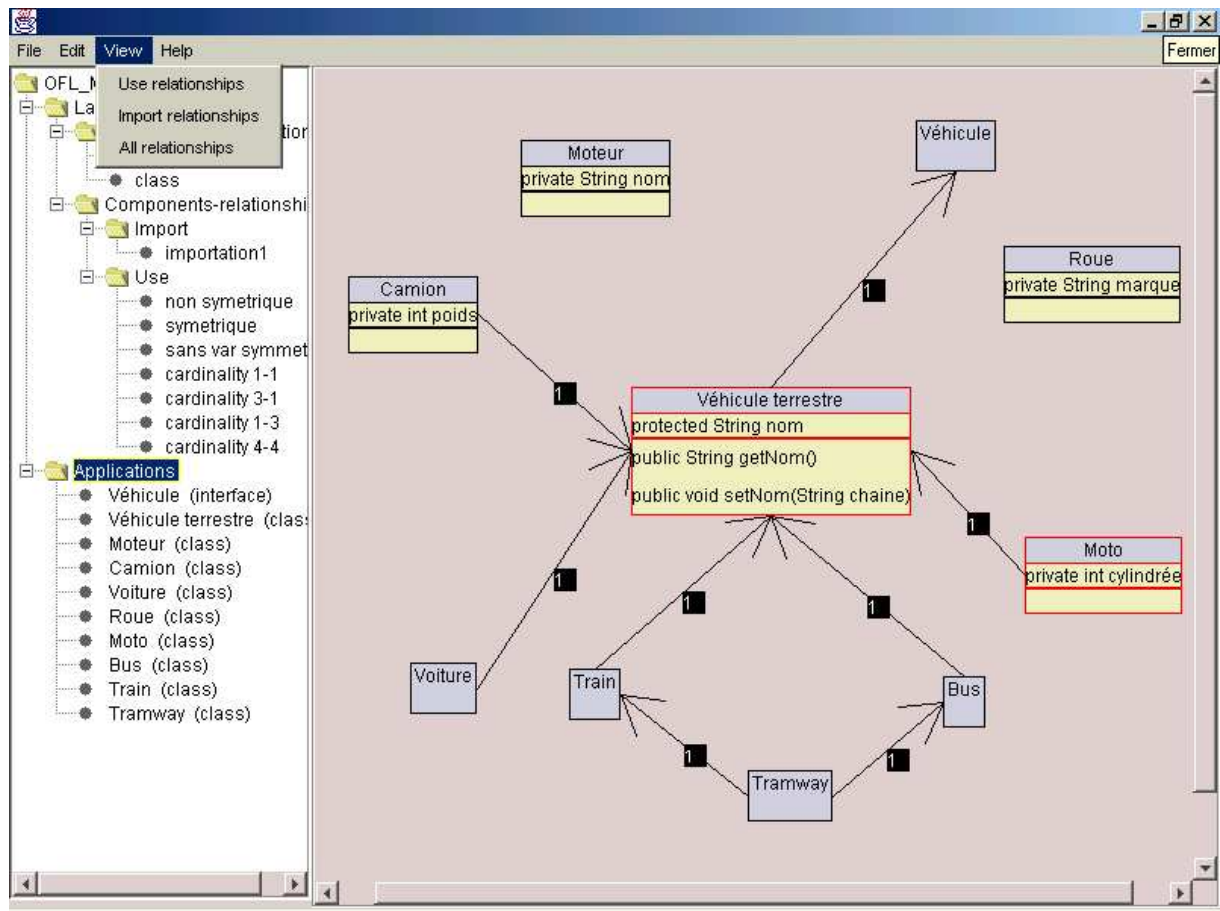 File Edit View Help
Fermer
Use relationships
Import relationships
All relationships
class
Components-relationshi
Import
importation1
Use
non symetrique
symetrique
sans var symmet
cardinality 1-1
cardinality 3-1
cardinality 1-3
cardinality 4-4
Applications
Véhicule (interface)
Véhicule terrestre (class
Moteur (class)
Camion (class)
Voiture (class)
Roue (class)
Moto (class)
Bus (class)
Train (class)
Tramway (class)
Véhicule
Moteur
private String nom
Roue
private String marque
1
Camion
private int poids
1
Véhicule terrestre
protected String nom
public String getNom()
public void setNom(String chaine)
1
Moto
private int cylindrée
1
1
1
Voiture
Train
Bus
1
1
Tramway